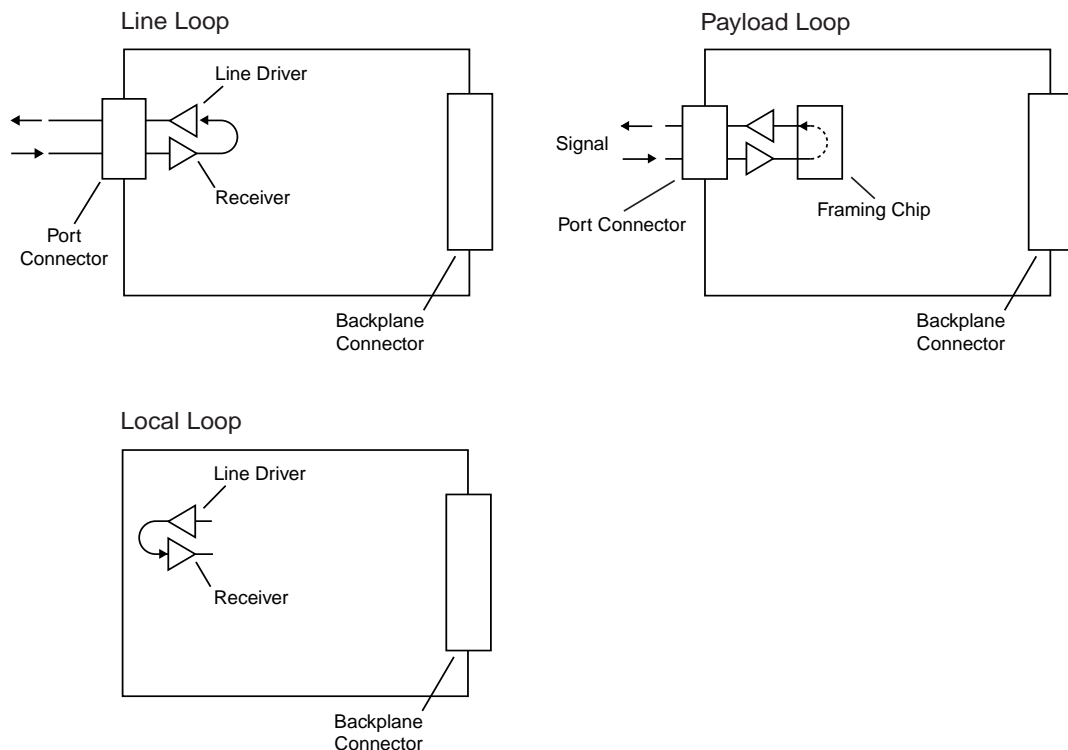 Line Loop
Line Driver
Receiver
Port
Connector
Backplane
Connector
Payload Loop
Signal
Port Connector
Framing Chip
Backplane
Connector
Local Loop
Line Driver
Receiver
Backplane
Connector